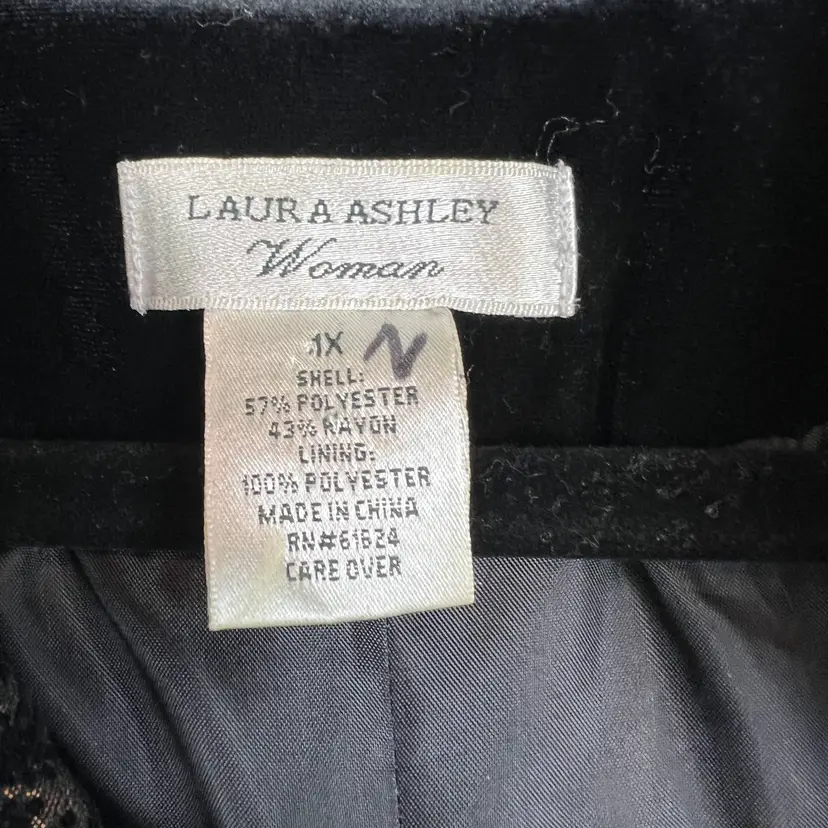 LAURA ASHLEY
Woman
1X N
SHELL:
57% POLYESTER
43% RAYON
LINING:
100% POLYESTER
MADE IN CHINA
RN#61624
CARE OVER